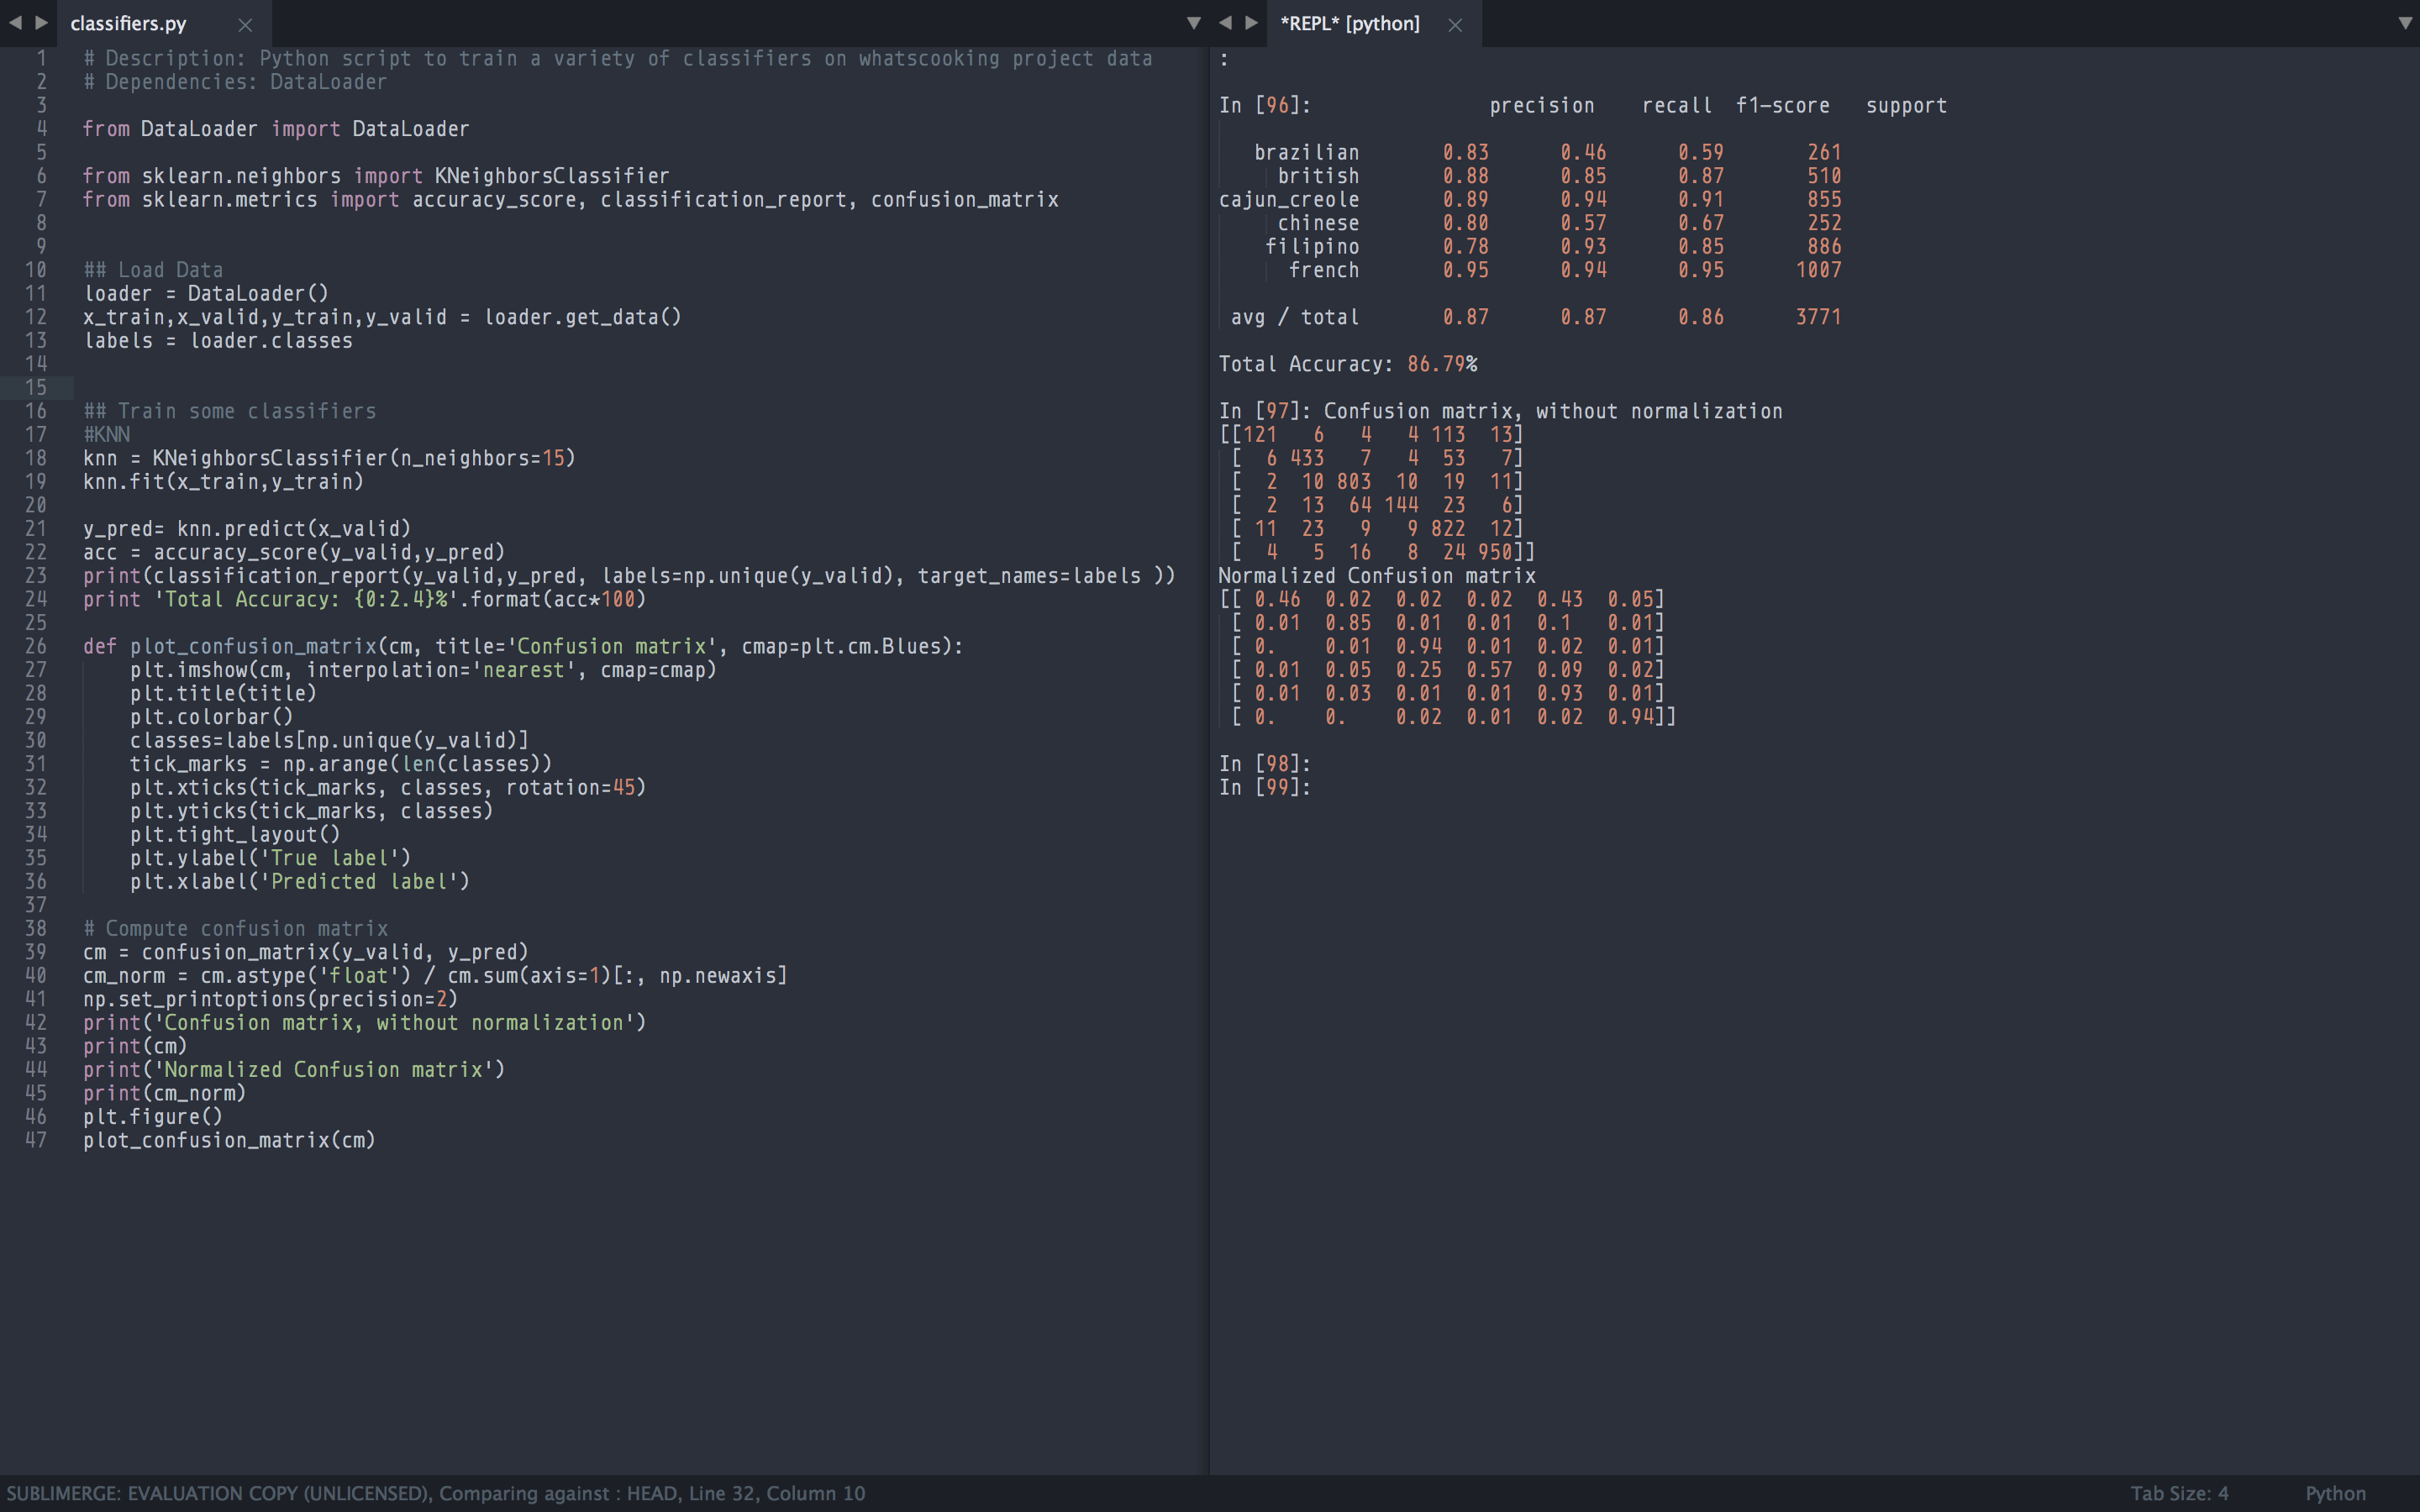 classifiers.py
1 # Description: Python script to train a variety of classifiers on whatscooking project data
2 # Dependencies: DataLoader
3
4 from DataLoader import DataLoader
5
6 from sklearn.neighbors import KNeighborsClassifier
7 from sklearn.metrics import accuracy_score, classification_report, confusion_matrix
8
9
10 ## Load Data
11 loader = DataLoader()
12 x_train,x_valid,y_train,y_valid = loader.get_data()
13 labels = loader.classes
14
15
16 ## Train some classifiers
17 #KNN
18 knn = KNeighborsClassifier(n_neighbors=15)
19 knn.fit(x_train,y_train)
20
21 y_pred= knn.predict(x_valid)
22 acc = accuracy_score(y_valid,y_pred)
23 print(classification_report(y_valid,y_pred, labels=np.unique(y_valid), target_names=labels ))
24 print 'Total Accuracy: {0:2.4}%'.format(acc*100)
25
26 def plot_confusion_matrix(cm, title='Confusion matrix', cmap=plt.cm.Blues):
27     plt.imshow(cm, interpolation='nearest', cmap=cmap)
28     plt.title(title)
29     plt.colorbar()
30     classes=labels[np.unique(y_valid)]
31     tick_marks = np.arange(len(classes))
32     plt.xticks(tick_marks, classes, rotation=45)
33     plt.yticks(tick_marks, classes)
34     plt.tight_layout()
35     plt.ylabel('True label')
36     plt.xlabel('Predicted label')
37
38 # Compute confusion matrix
39 cm = confusion_matrix(y_valid, y_pred)
40 cm_norm = cm.astype('float') / cm.sum(axis=1)[:, np.newaxis]
41 np.set_printoptions(precision=2)
42 print('Confusion matrix, without normalization')
43 print(cm)
44 print('Normalized Confusion matrix')
45 print(cm_norm)
46 plt.figure()
47 plot_confusion_matrix(cm)
*REPL* [python]
:
In [96]:               precision    recall  f1-score   support
   brazilian       0.83      0.46      0.59       261
     british       0.88      0.85      0.87       510
cajun_creole       0.89      0.94      0.91       855
     chinese       0.80      0.57      0.67       252
    filipino       0.78      0.93      0.85       886
      french       0.95      0.94      0.95      1007
 avg / total       0.87      0.87      0.86      3771
Total Accuracy: 86.79%
In [97]: Confusion matrix, without normalization
[[121   6   4   4 113  13]
 [  6 433   7   4  53   7]
 [  2  10 803  10  19  11]
 [  2  13  64 144  23   6]
 [ 11  23   9   9 822  12]
 [  4   5  16   8  24 950]]
Normalized Confusion matrix
[[ 0.46  0.02  0.02  0.02  0.43  0.05]
 [ 0.01  0.85  0.01  0.01  0.1   0.01]
 [ 0.    0.01  0.94  0.01  0.02  0.01]
 [ 0.01  0.05  0.25  0.57  0.09  0.02]
 [ 0.01  0.03  0.01  0.01  0.93  0.01]
 [ 0.    0.    0.02  0.01  0.02  0.94]]
In [98]:
In [99]:
SUBLIMERGE: EVALUATION COPY (UNLICENSED), Comparing against : HEAD, Line 32, Column 10
Tab Size: 4
Python